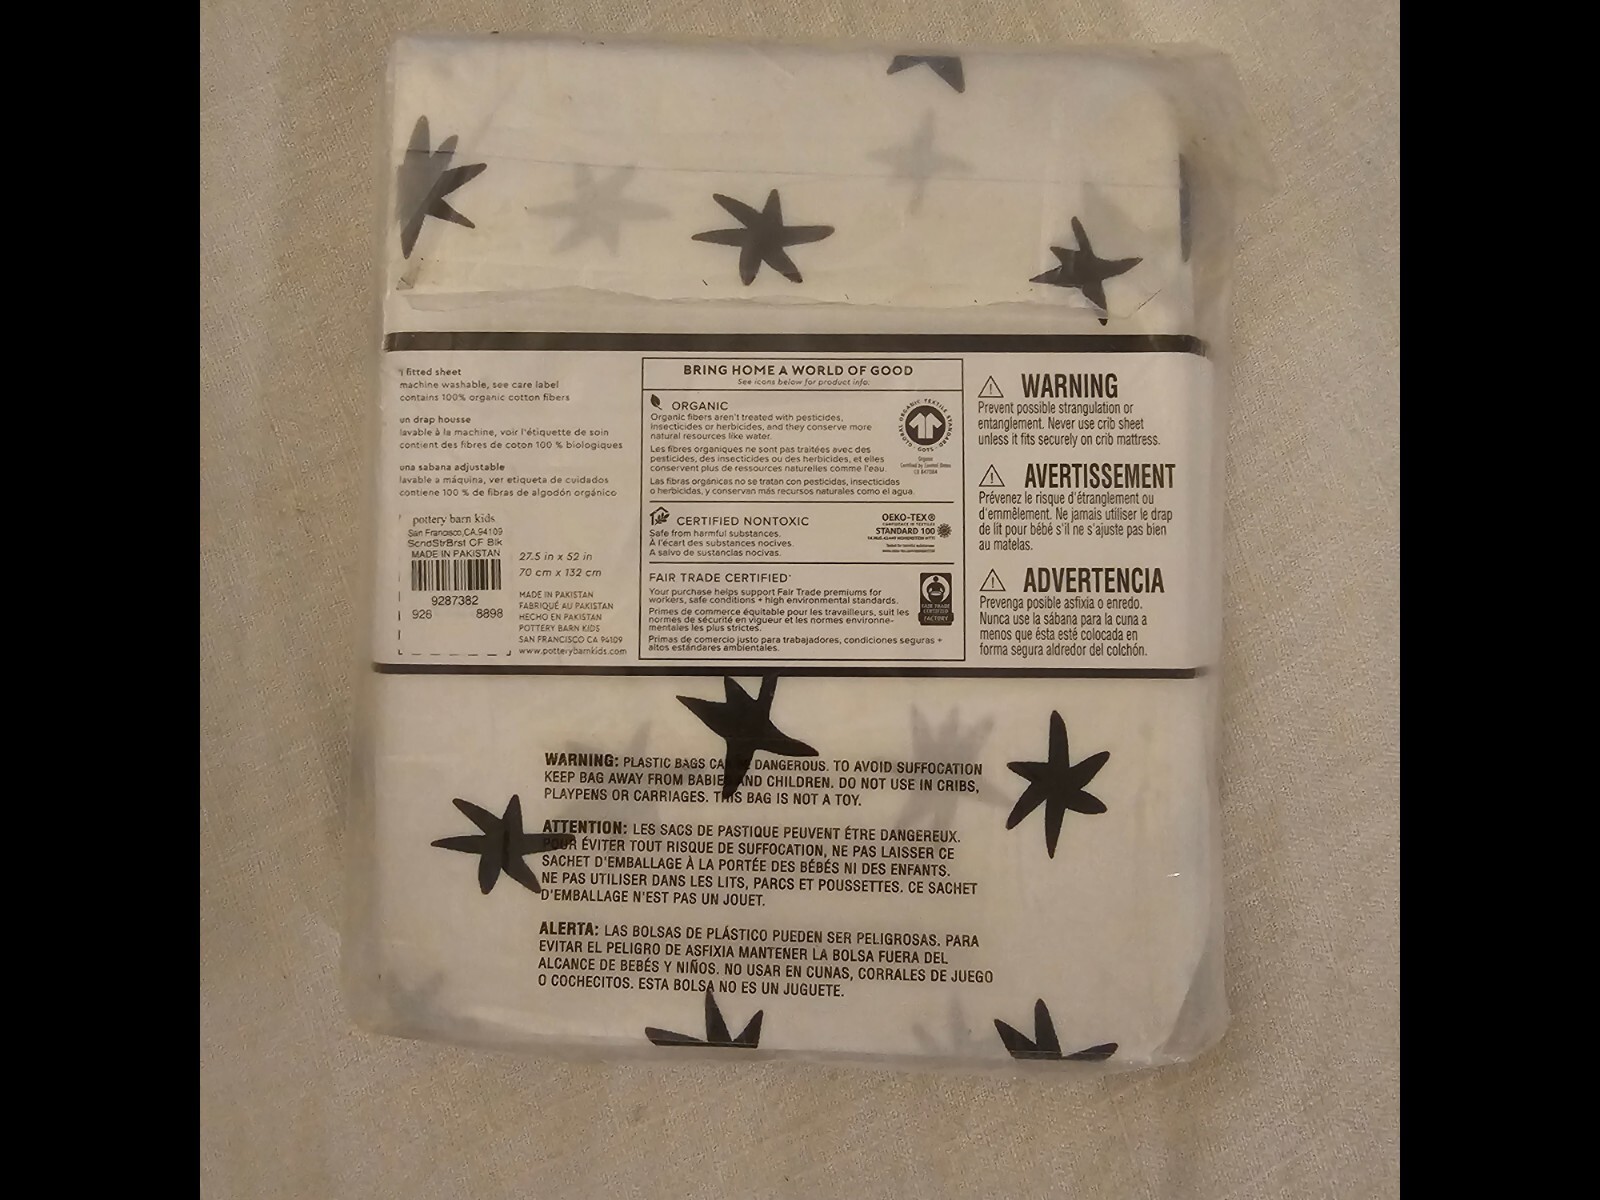 1 fitted sheet
machine washable, see care label
contains 100% organic cotton fibers
un drap housse
lavable à la machine, voir l'étiquette de soin
contient des fibres de coton 100 % biologiques
una sabana adjustable
lavable a máquina, ver etiqueta de cuidados
contiene 100 % de fibras de algodón orgánico
pottery barn kids
San Francisco,CA.94109
ScndStrBrst CF Blk
MADE IN PAKISTAN
9287382
926 8898
27.5 in x 52 in
70 cm x 132 cm
MADE IN PAKISTAN
FABRIQUÉ AU PAKISTAN
HECHO EN PAKISTAN
POTTERY BARN KIDS
SAN FRANCISCO CA 94109
www.potterybarnkids.com
BRING HOME A WORLD OF GOOD
See icons below for product info.
ORGANIC
Organic fibers aren't treated with pesticides,
insecticides or herbicides, and they conserve more
natural resources like water.
Les fibres organiques ne sont pas traitées avec des
pesticides, des insecticides ou des herbicides, et elles
conservent plus de ressources naturelles comme l'eau.
Las fibras orgánicas no se tratan con pesticidas, insecticidas
o herbicidas, y conservan más recursos naturales como el agua.
GLOBAL ORGANIC TEXTILE STANDARD
GOTS
Organic
CERTIFIED NONTOXIC
Safe from harmful substances.
À l'écart des substances nocives.
A salvo de sustancias nocivas.
OEKO-TEX®
CONFIDENCE IN TEXTILES
STANDARD 100
FAIR TRADE CERTIFIED
Your purchase helps support Fair Trade premiums for
workers, safe conditions + high environmental standards.
Primes de commerce équitable pour les travailleurs, suit les
normes de sécurité en vigueur et les normes environne-
mentales les plus strictes.
Primas de comercio justo para trabajadores, condiciones seguras +
altos estándares ambientales.
FAIR TRADE
CERTIFIED
FACTORY
WARNING
Prevent possible strangulation or
entanglement. Never use crib sheet
unless it fits securely on crib mattress.
AVERTISSEMENT
Prévenez le risque d'étranglement ou
d'emmêlement. Ne jamais utiliser le drap
de lit pour bébé s'il ne s'ajuste pas bien
au matelas.
ADVERTENCIA
Prevenga posible asfixia o enredo.
Nunca use la sábana para la cuna a
menos que ésta esté colocada en
forma segura aldredor del colchón.
WARNING: PLASTIC BAGS CAN BE DANGEROUS. TO AVOID SUFFOCATION
KEEP BAG AWAY FROM BABIES AND CHILDREN. DO NOT USE IN CRIBS,
PLAYPENS OR CARRIAGES. THIS BAG IS NOT A TOY.
ATTENTION: LES SACS DE PASTIQUE PEUVENT ÉTRE DANGEREUX.
POUR ÉVITER TOUT RISQUE DE SUFFOCATION, NE PAS LAISSER CE
SACHET D'EMBALLAGE À LA PORTÉE DES BÉBÉS NI DES ENFANTS.
NE PAS UTILISER DANS LES LITS, PARCS ET POUSSETTES. CE SACHET
D'EMBALLAGE N'EST PAS UN JOUET.
ALERTA: LAS BOLSAS DE PLÁSTICO PUEDEN SER PELIGROSAS. PARA
EVITAR EL PELIGRO DE ASFIXIA MANTENER LA BOLSA FUERA DEL
ALCANCE DE BEBÉS Y NIÑOS. NO USAR EN CUNAS, CORRALES DE JUEGO
O COCHECITOS. ESTA BOLSA NO ES UN JUGUETE.